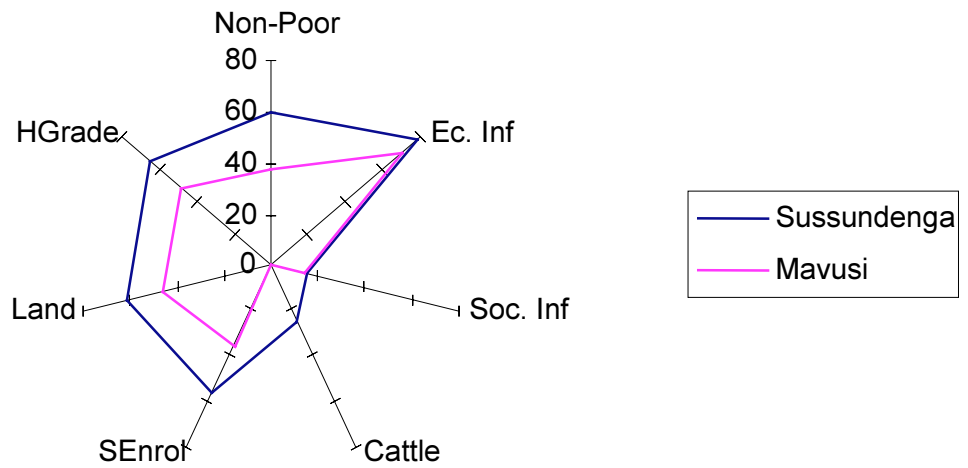 Non-Poor
80
HGrade
60
Ec. Inf
40
20
0
Land
Soc. Inf
SEnrol
Cattle
Sussundenga
Mavusi